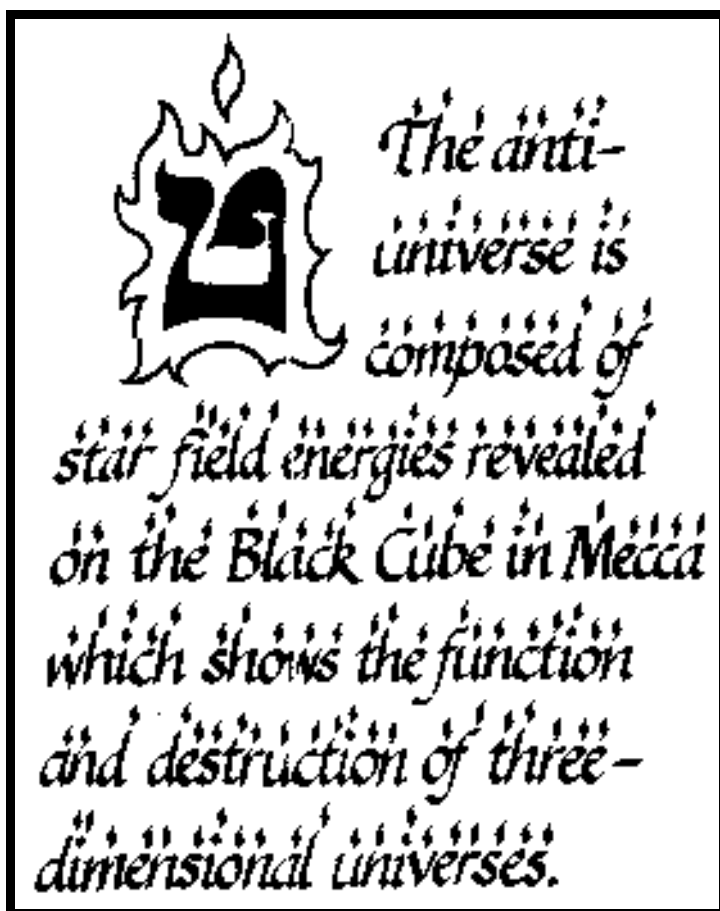 מ
The anti-
universe is
composed of
star field energies revealed
on the Black Cube in Mecca
which shows the function
and destruction of three-
dimensional universes.